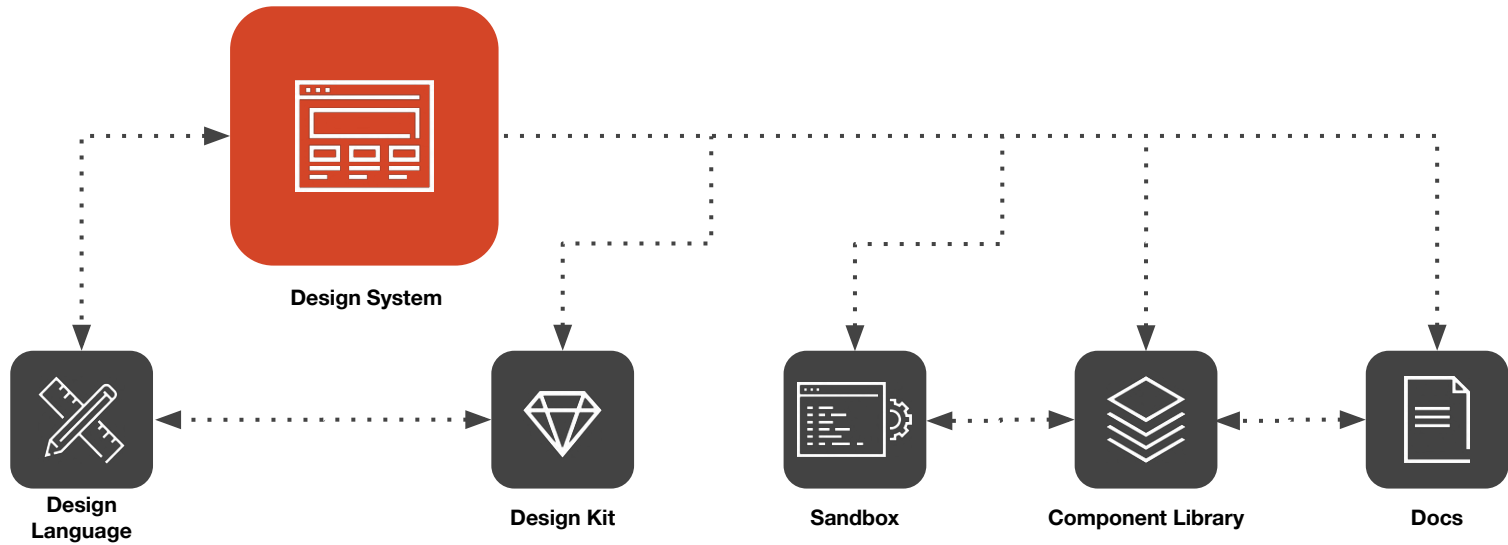 Design System
Design
Language
Design Kit
Sandbox
Component Library
Docs